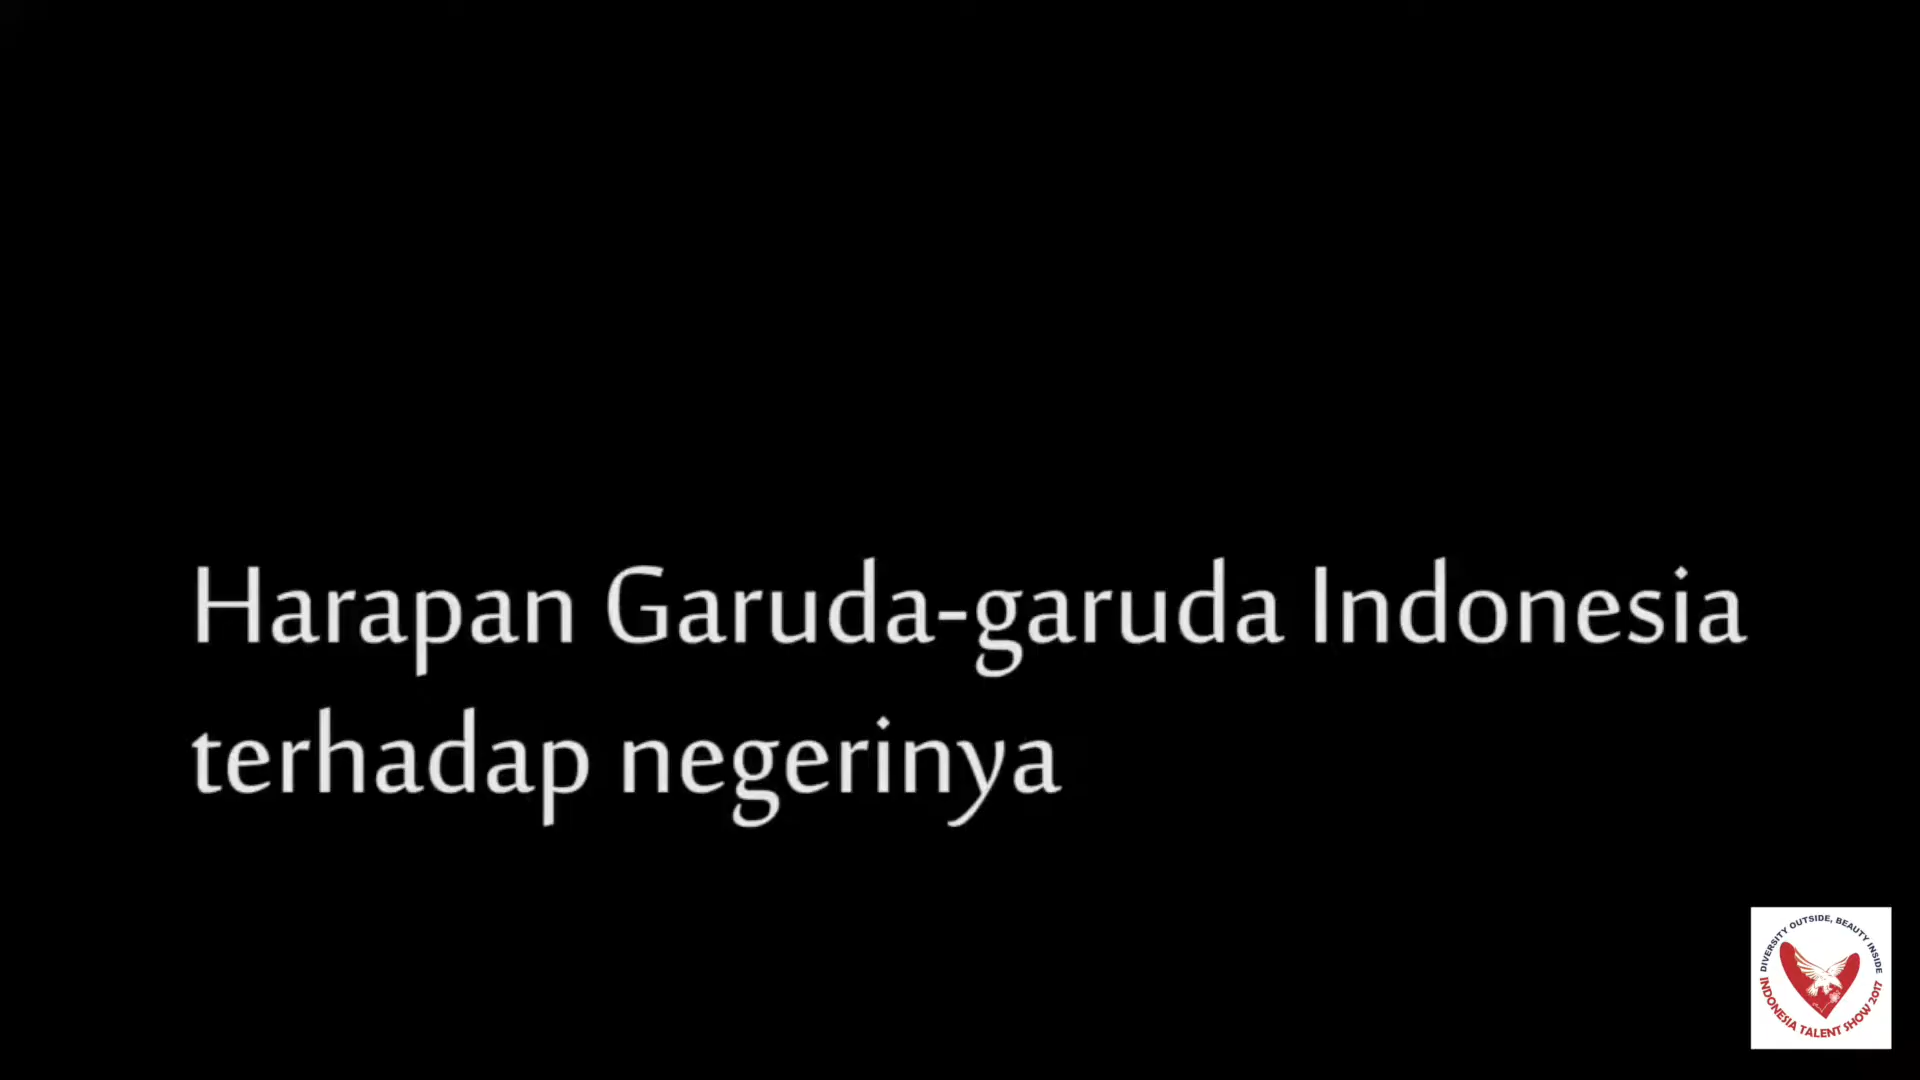 Harapan Garuda-garuda Indonesia
terhadap negerinya
DIVERSITY OUTSIDE, BEAUTY INSIDE
INDONESIA TALENT SHOW 2017